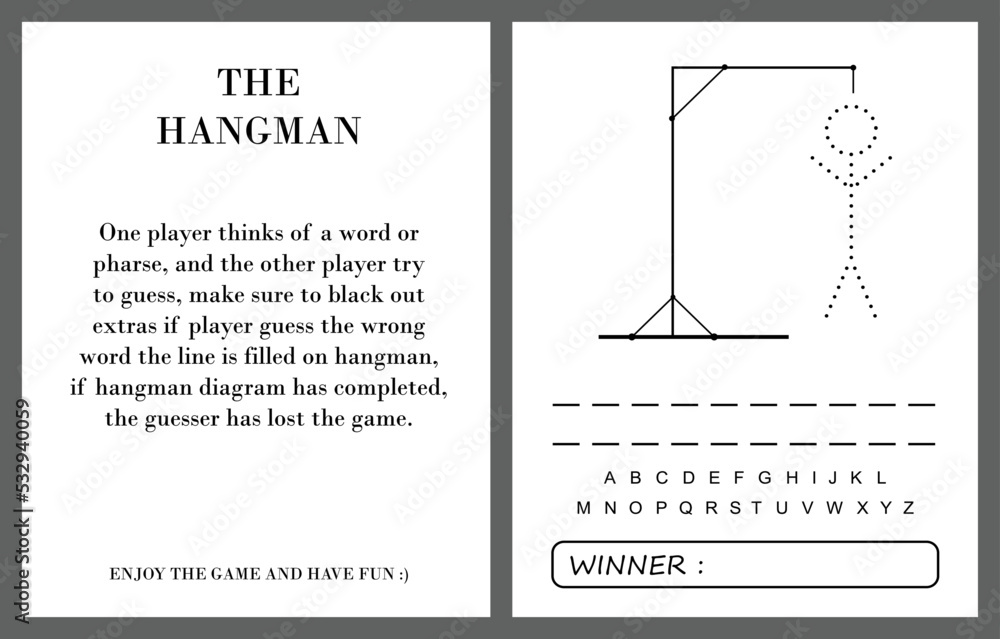 THE
HANGMAN
One player thinks of a word or
pharse, and the other player try
to guess, make sure to black out
extras if player guess the wrong
word the line is filled on hangman,
if hangman diagram has completed,
the guesser has lost the game.
ENJOY THE GAME AND HAVE FUN :)
A B C D E F G H I J K L
M N O P Q R S T U V W X Y Z
WINNER :
Adobe Stock | #532940059